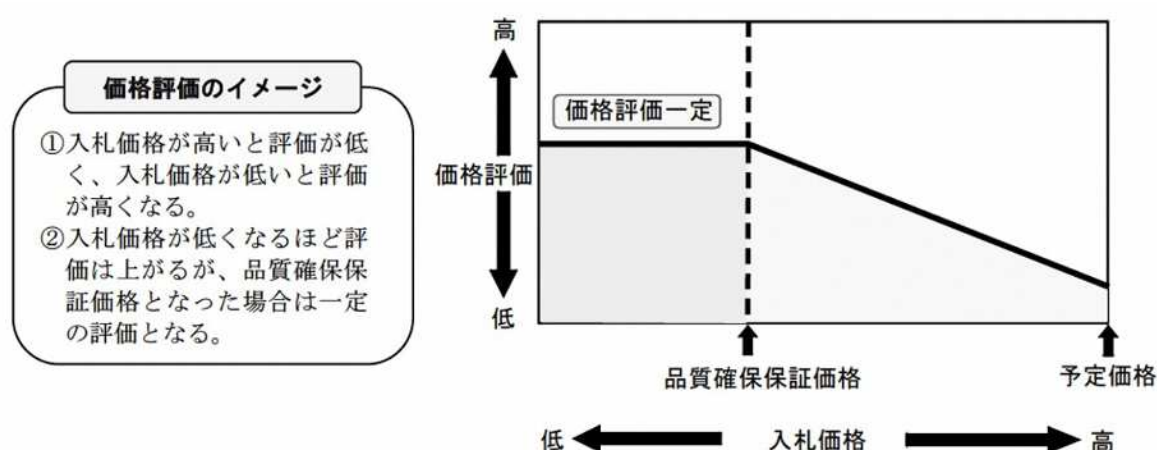 価格評価のイメージ
①入札価格が高いと評価が低
く、入札価格が低いと評価
が高くなる。
②入札価格が低くなるほど評
価は上がるが、品質確保保
証価格となった場合は一定
の評価となる。
高
価格評価一定
価格評価
低
品質確保保証価格
予定価格
低
入札価格
高